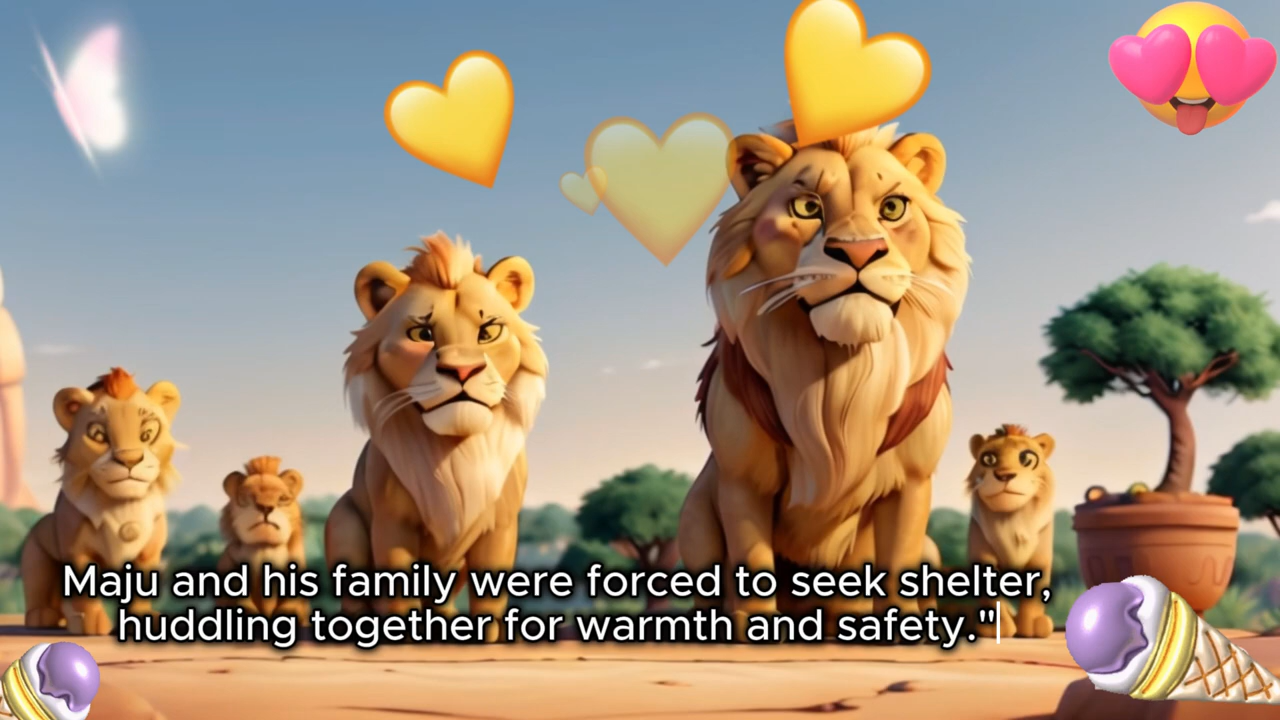 Maju and his family were forced to seek shelter,
huddling together for warmth and safety."